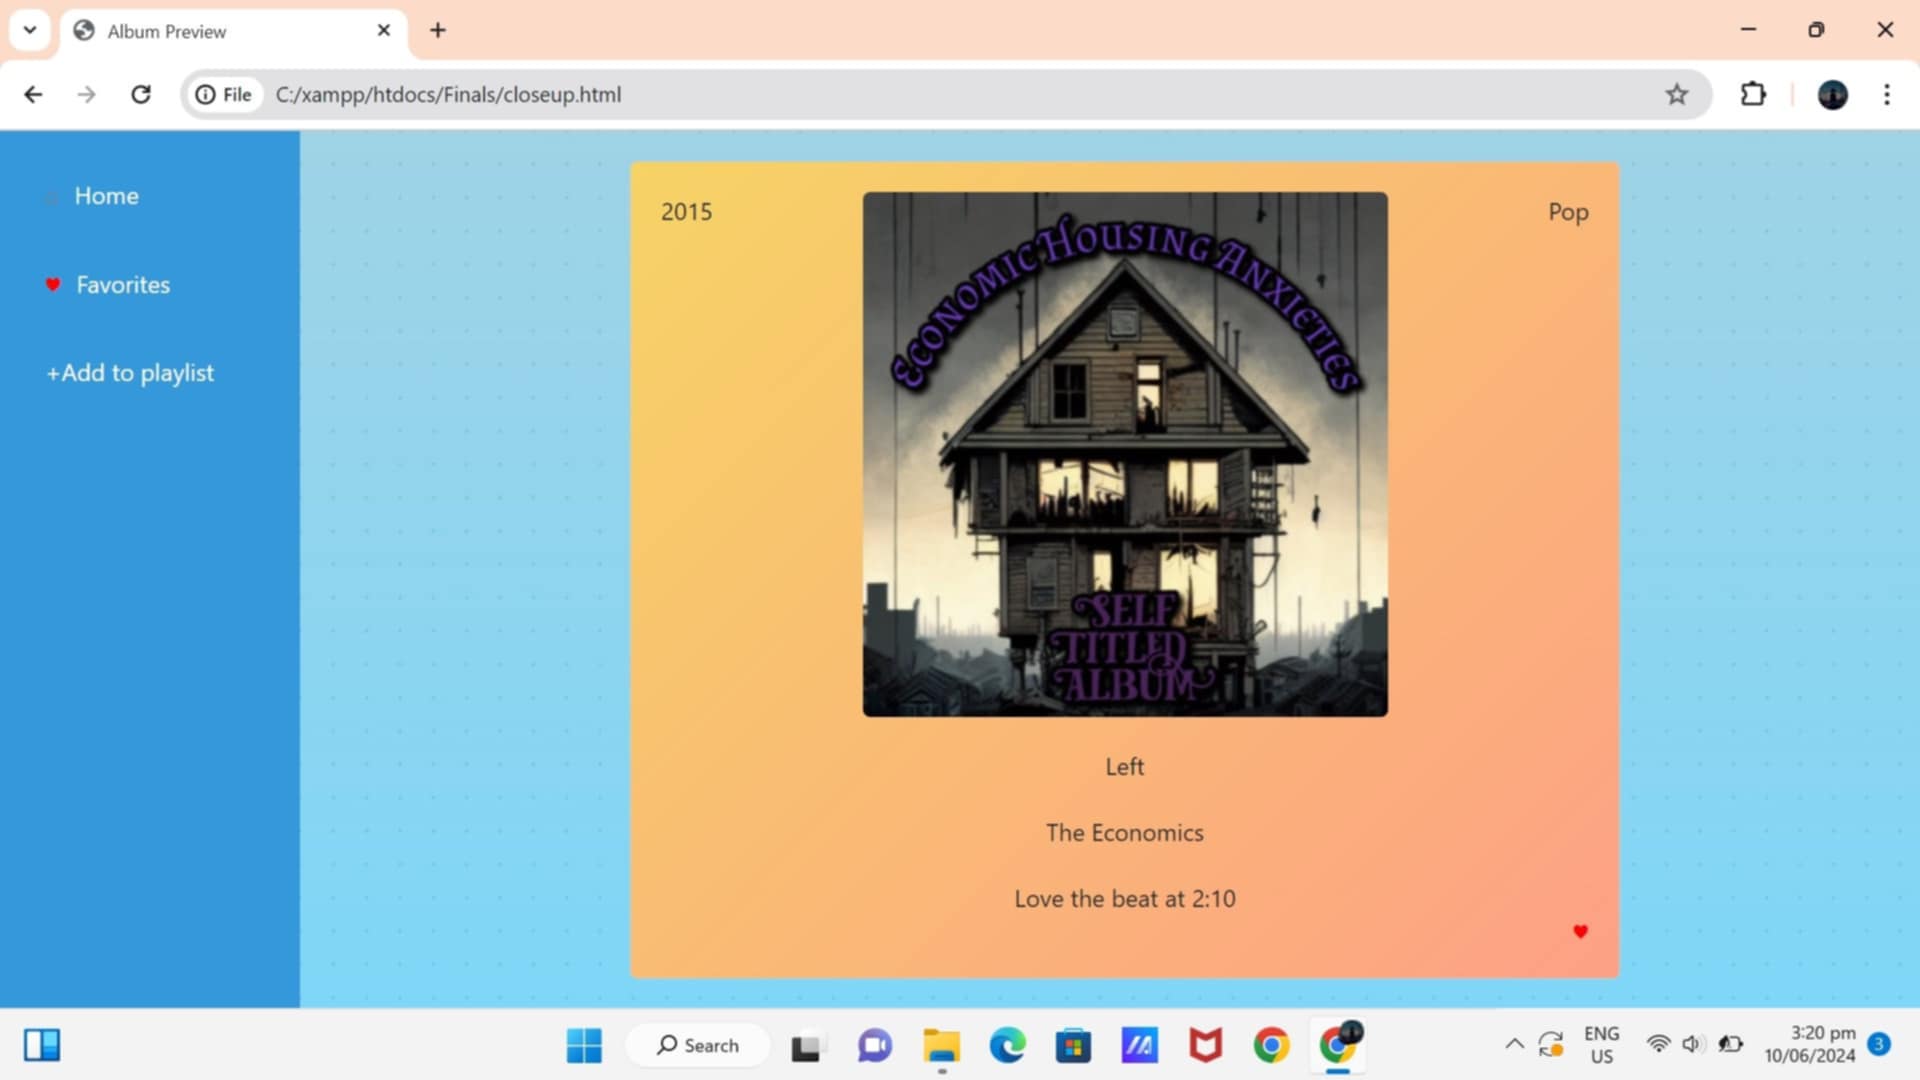 Album Preview
File
C:/xampp/htdocs/Finals/closeup.html
Home
Favorites
+Add to playlist
2015
Pop
Economic Housing Anxieties
Self
Titled
Album
Left
The Economics
Love the beat at 2:10
Search
ENG
US
3:20 pm
10/06/2024
3